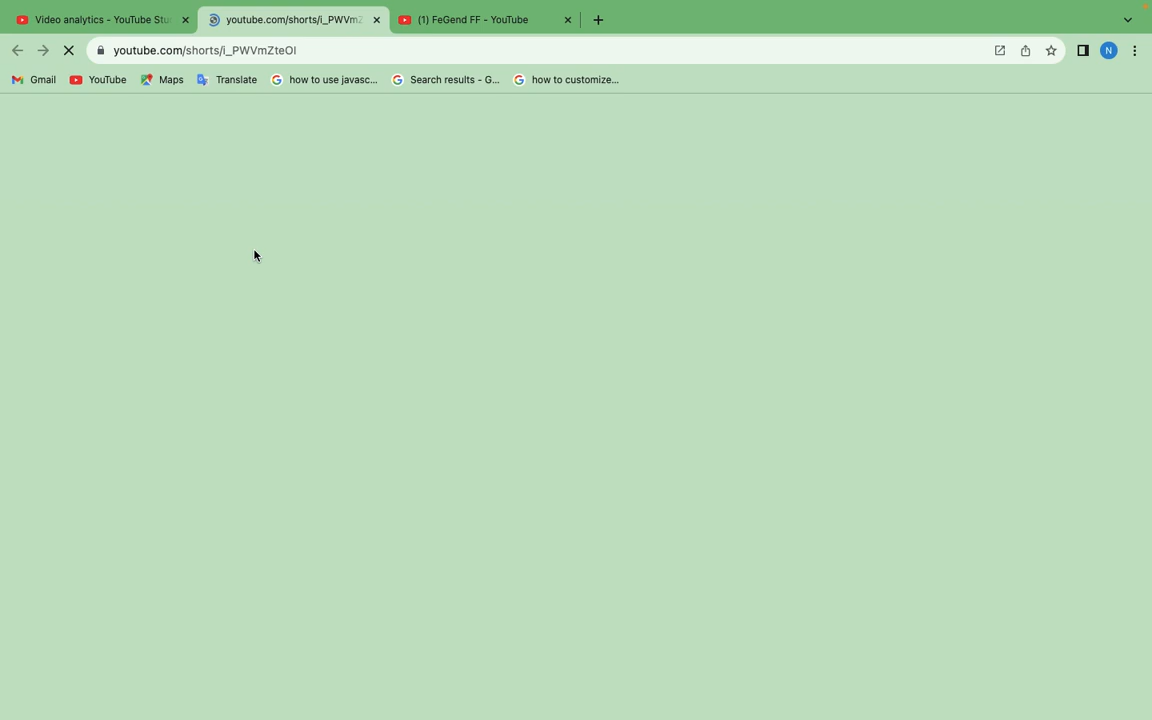 Video analytics - YouTube Stu
youtube.com/shorts/i_PWVmZ
(1) FeGend FF - YouTube
youtube.com/shorts/i_PWVmZteOI
Gmail
YouTube
Maps
Translate
how to use javasc...
Search results - G...
how to customize...
N